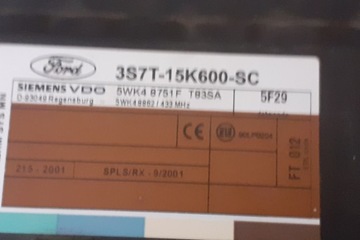 Ford
3S7T-15K600-SC
SIEMENS VDO 5WK4 8751F T83SA 5F29
D-93049 Regensburg 5WK4 8652 / 433 MHz
CE
FT 012
215 - 2001 SPLS/RX - 9/2001